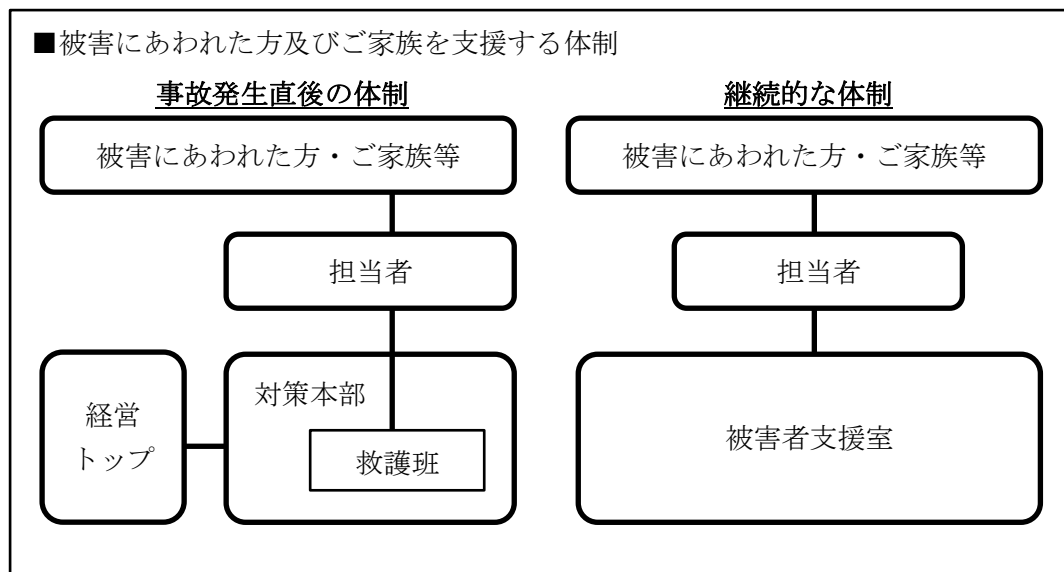 ■被害にあわれた方及びご家族を支援する体制
事故発生直後の体制
被害にあわれた方・ご家族等
担当者
経営
トップ
対策本部
救護班
継続的な体制
被害にあわれた方・ご家族等
担当者
被害者支援室